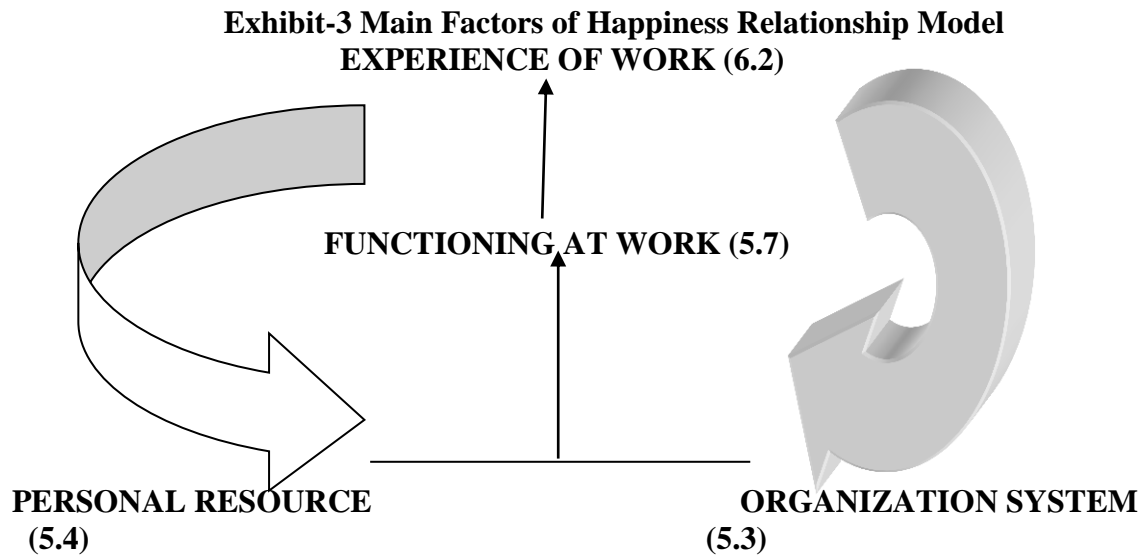 Exhibit-3 Main Factors of Happiness Relationship Model
EXPERIENCE OF WORK (6.2)
FUNCTIONING AT WORK (5.7)
PERSONAL RESOURCE
(5.4)
ORGANIZATION SYSTEM
(5.3)